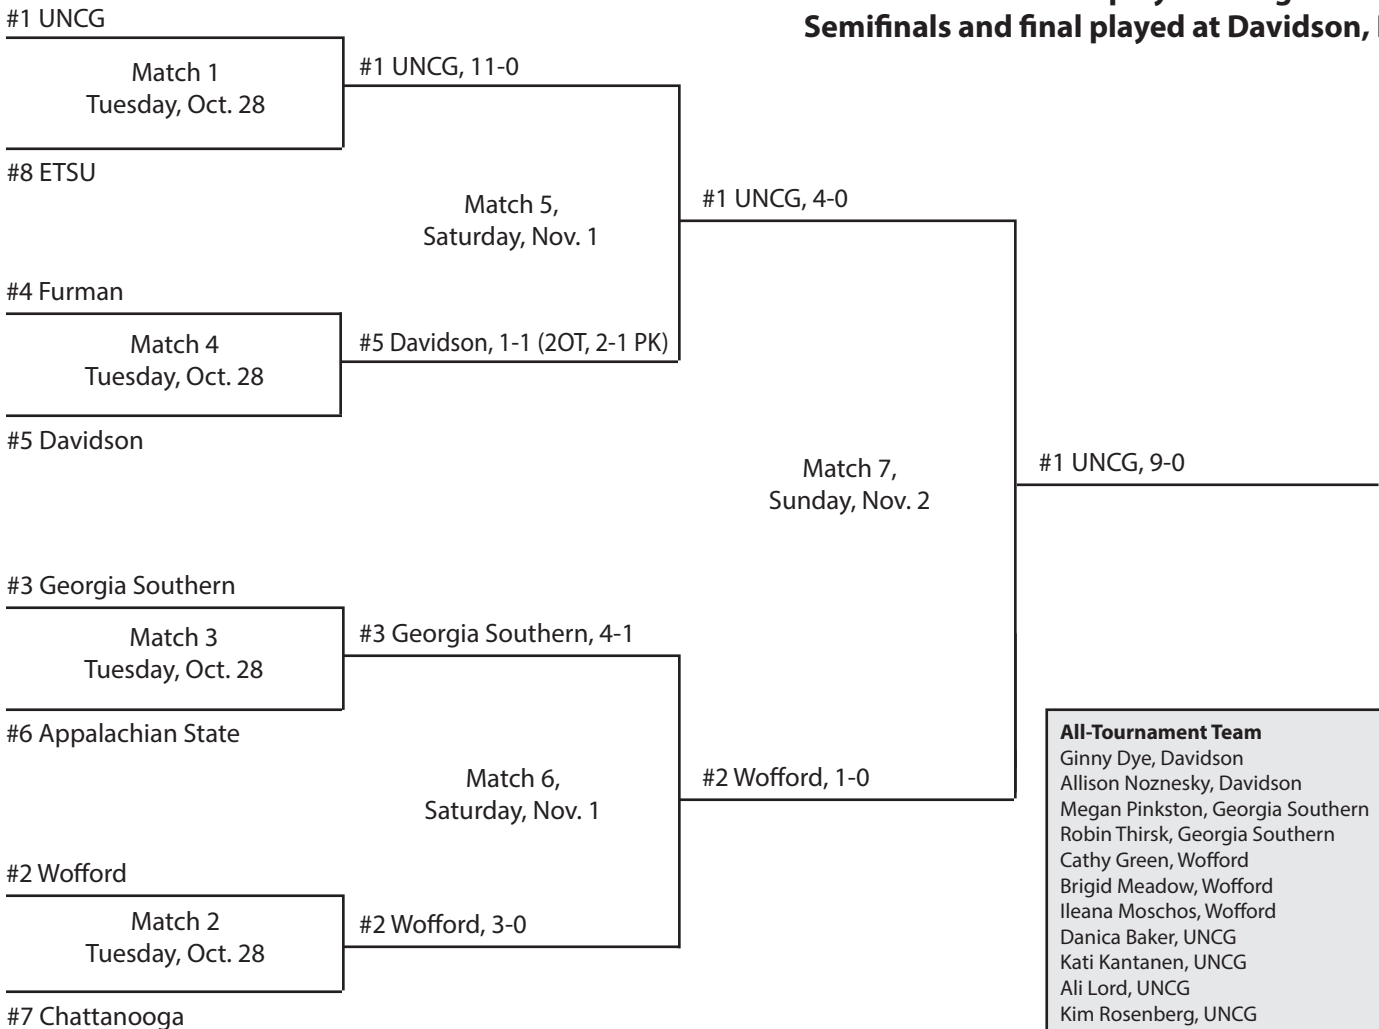 Semifinals and final played at Davidson,
#1 UNCG
Match 1
Tuesday, Oct. 28
#8 ETSU
#1 UNCG, 11-0
Match 5,
Saturday, Nov. 1
#4 Furman
Match 4
Tuesday, Oct. 28
#5 Davidson
#5 Davidson, 1-1 (2OT, 2-1 PK)
#1 UNCG, 4-0
Match 7,
Sunday, Nov. 2
#1 UNCG, 9-0
#3 Georgia Southern
Match 3
Tuesday, Oct. 28
#6 Appalachian State
#3 Georgia Southern, 4-1
Match 6,
Saturday, Nov. 1
#2 Wofford, 1-0
#2 Wofford
Match 2
Tuesday, Oct. 28
#7 Chattanooga
#2 Wofford, 3-0
All-Tournament Team
Ginny Dye, Davidson
Allison Noznesky, Davidson
Megan Pinkston, Georgia Southern
Robin Thirsk, Georgia Southern
Cathy Green, Wofford
Brigid Meadow, Wofford
Ileana Moschos, Wofford
Danica Baker, UNCG
Kati Kantanen, UNCG
Ali Lord, UNCG
Kim Rosenberg, UNCG